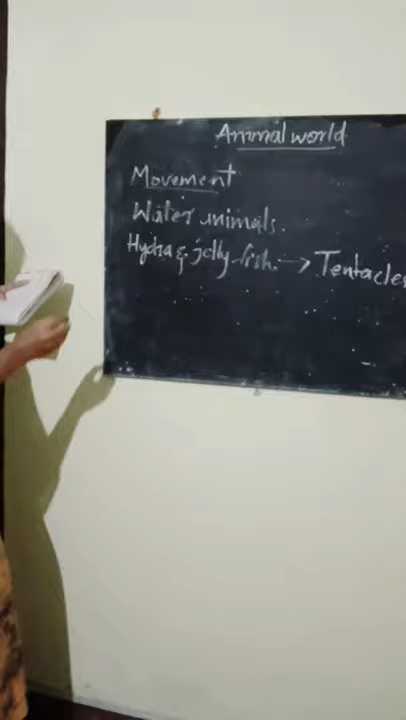 Animal world
Movement
Water animals.
Hydra & jelly fish. → Tentacles